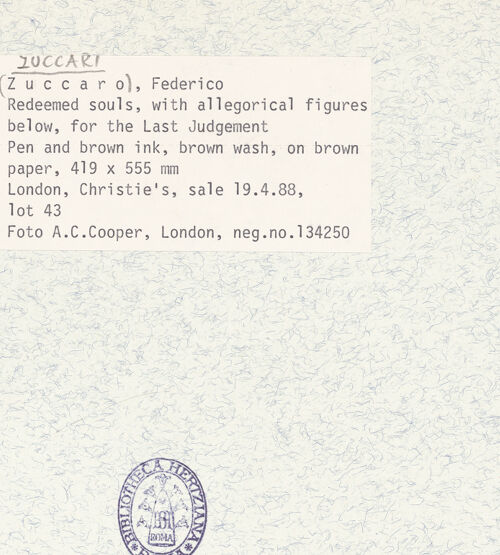 ZUCCARI
(Z u c c a r o), Federico
Redeemed souls, with allegorical figures
below, for the Last Judgement
Pen and brown ink, brown wash, on brown
paper, 419 x 555 mm
London, Christie's, sale 19.4.88,
lot 43
Foto A.C.Cooper, London, neg.no.134250
BIBLIOTHECA HERTZIANA
ROMA